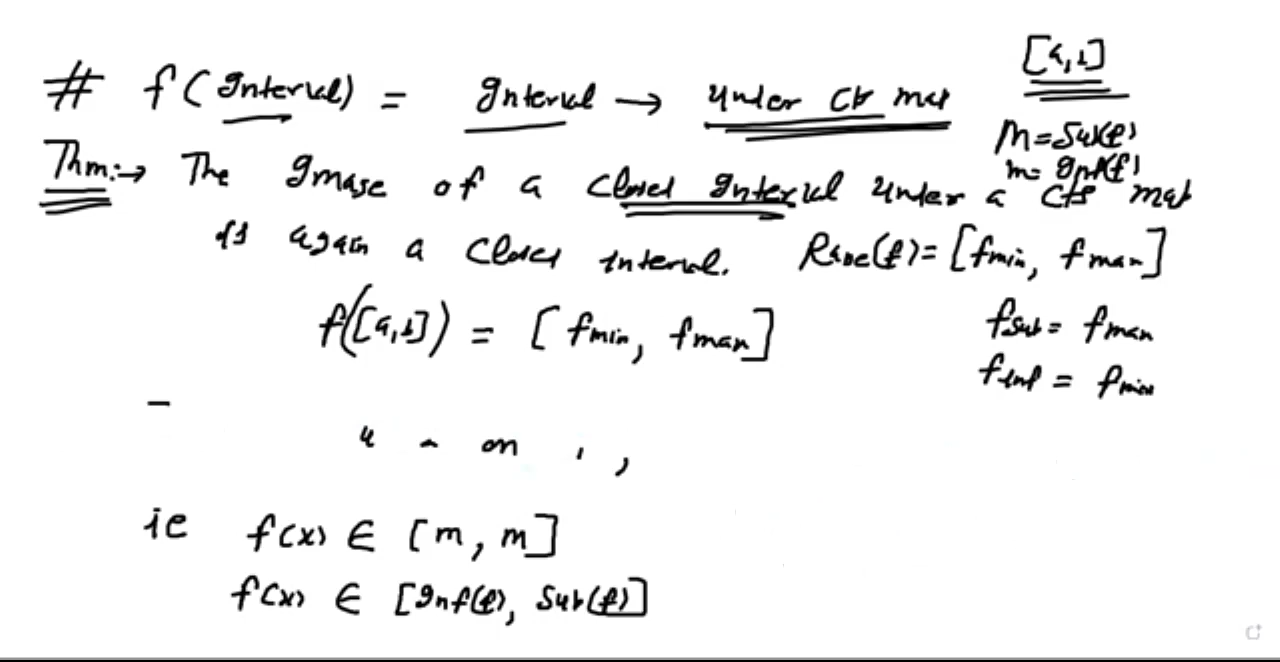 # f(Interval) = Interval → under cts map
[a,b]
M = Sup(f)
m = Inf(f)
Thm:→ The Image of a closed Interval under a cts map
is again a closed interval. Range(f) = [fmin, fmax]
f([a,b]) = [fmin, fmax]
fsup = fmax
finf = fmin
on
ie f(x) ∈ [m, m]
f(x) ∈ [Inf(f), Sup(f)]